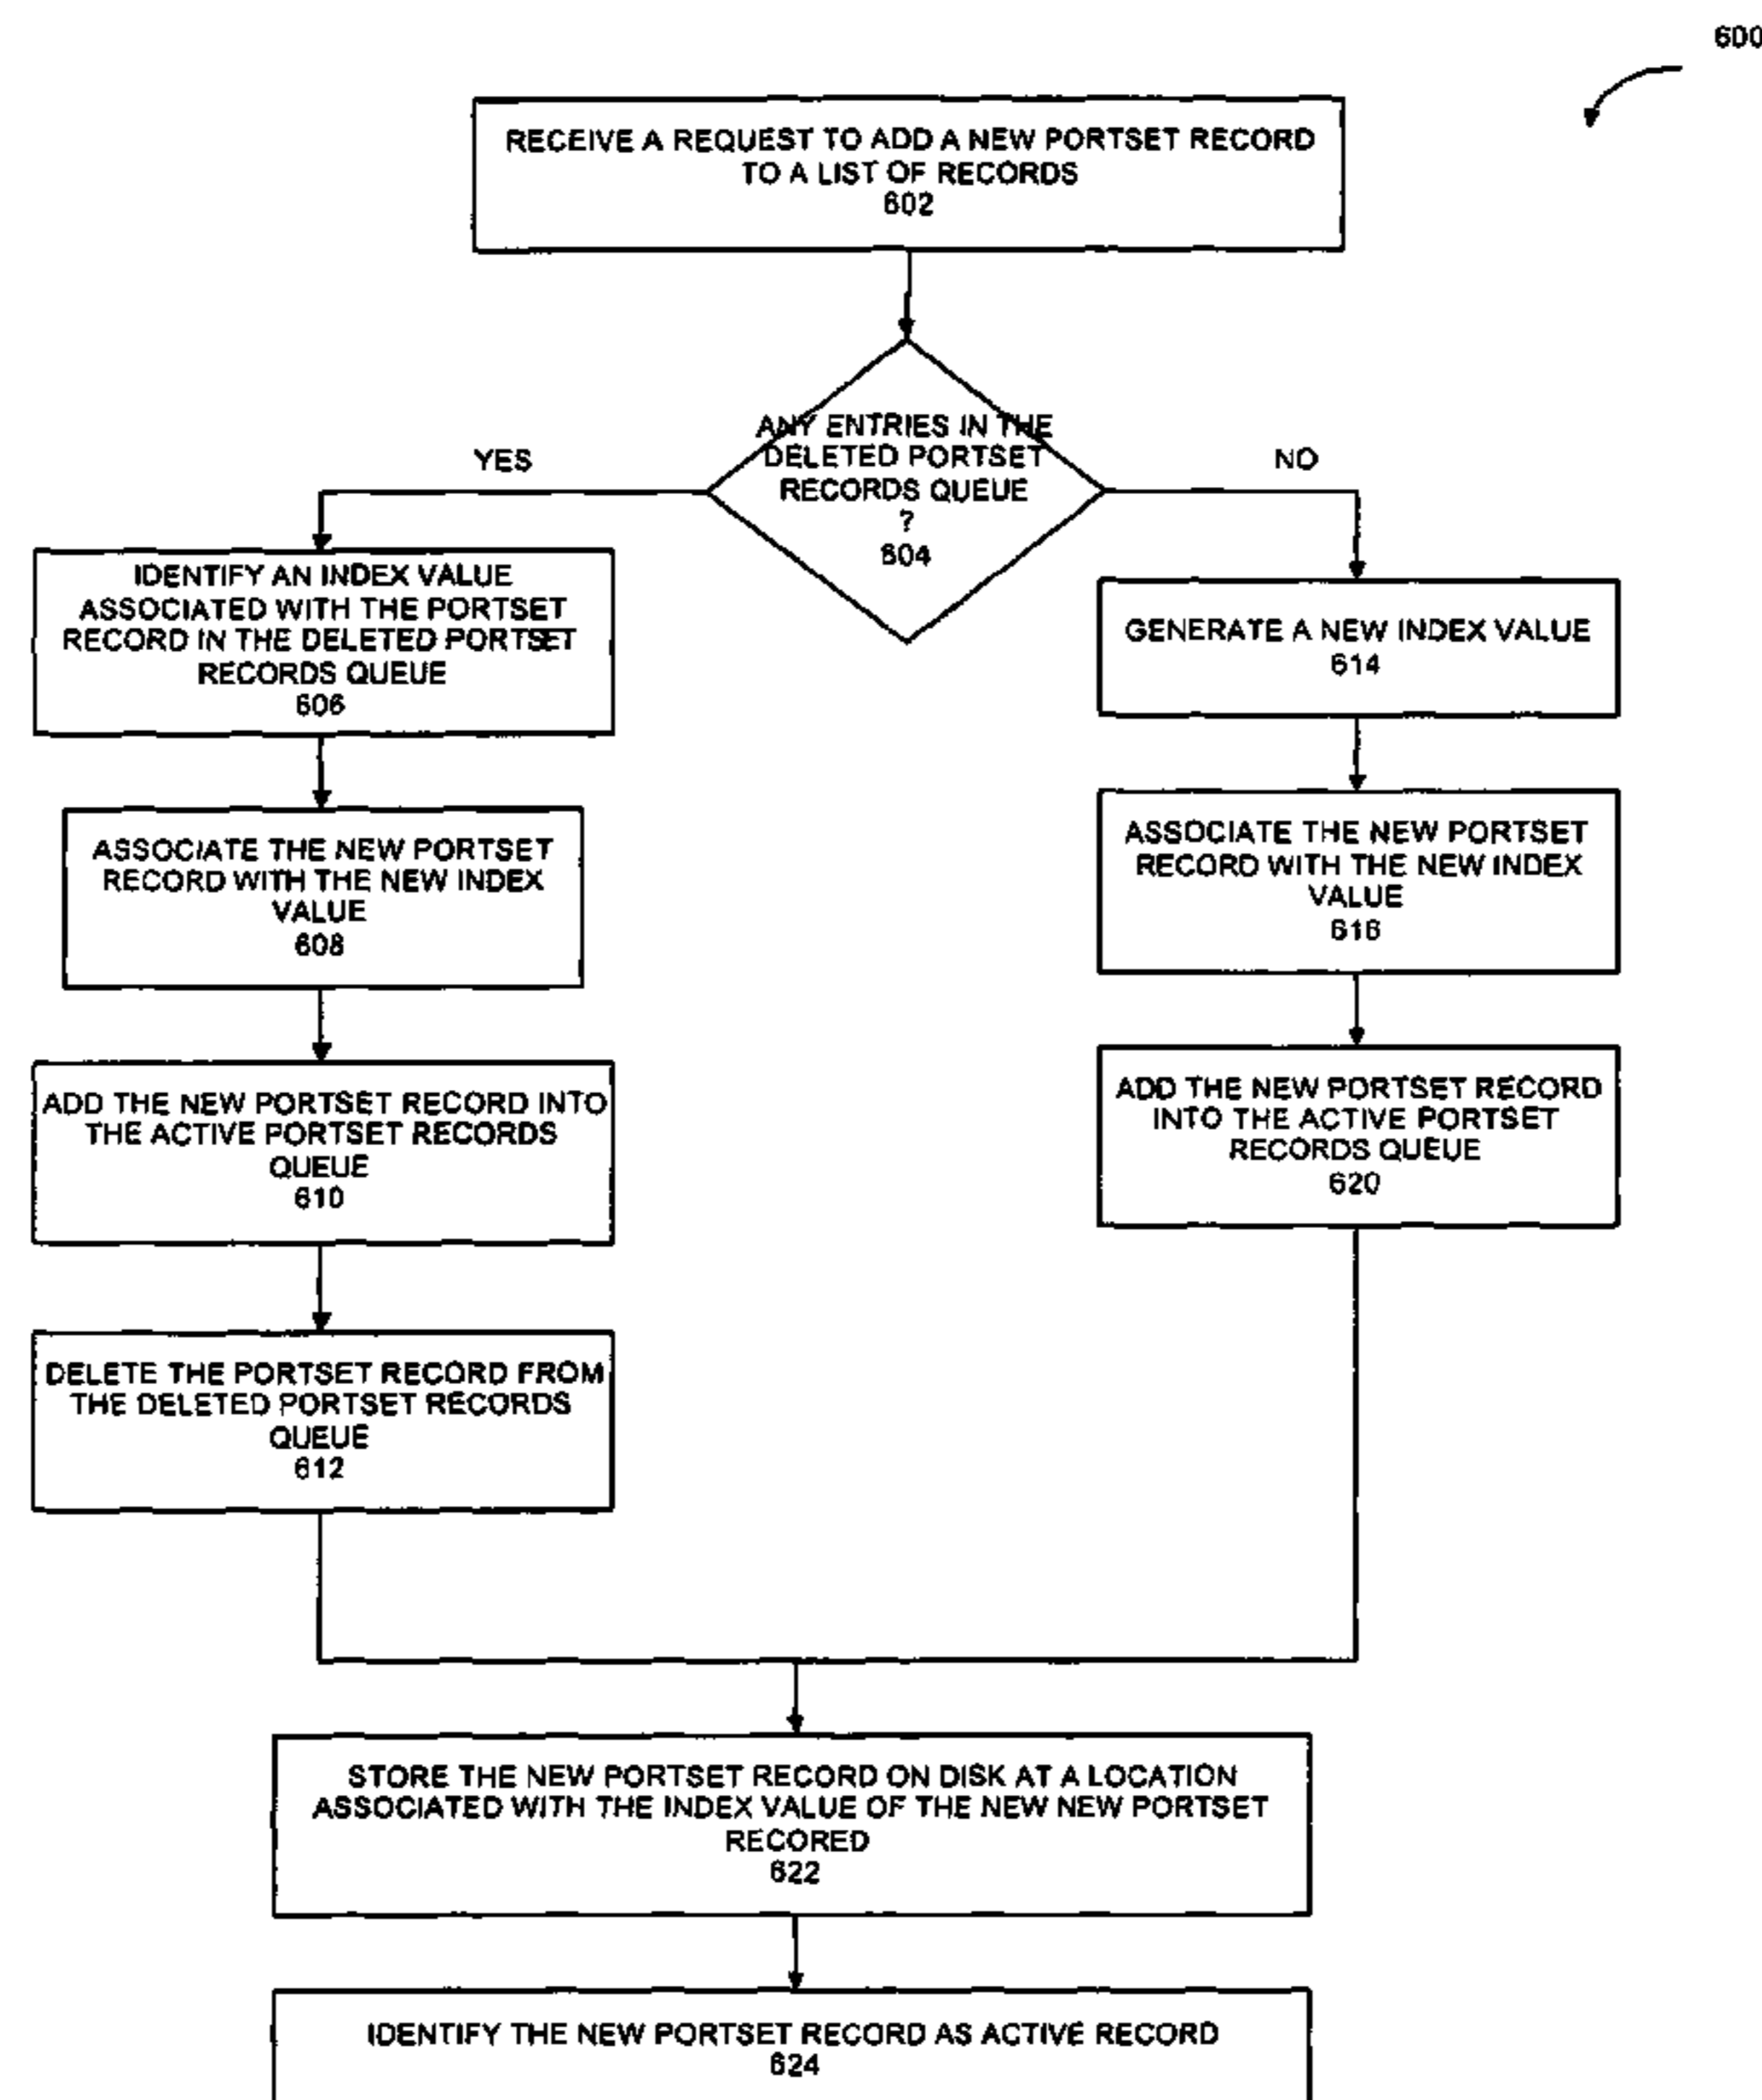 600
RECEIVE A REQUEST TO ADD A NEW PORTSET RECORD
TO A LIST OF RECORDS
602
ANY ENTRIES IN THE
DELETED PORTSET
RECORDS QUEUE
?
604
YES
NO
IDENTIFY AN INDEX VALUE
ASSOCIATED WITH THE PORTSET
RECORD IN THE DELETED PORTSET
RECORDS QUEUE
606
ASSOCIATE THE NEW PORTSET
RECORD WITH THE NEW INDEX
VALUE
608
ADD THE NEW PORTSET RECORD INTO
THE ACTIVE PORTSET RECORDS
QUEUE
610
DELETE THE PORTSET RECORD FROM
THE DELETED PORTSET RECORDS
QUEUE
612
GENERATE A NEW INDEX VALUE
614
ASSOCIATE THE NEW PORTSET
RECORD WITH THE NEW INDEX
VALUE
616
ADD THE NEW PORTSET RECORD
INTO THE ACTIVE PORTSET
RECORDS QUEUE
620
STORE THE NEW PORTSET RECORD ON DISK AT A LOCATION
ASSOCIATED WITH THE INDEX VALUE OF THE NEW NEW PORTSET
RECORED
622
IDENTIFY THE NEW PORTSET RECORD AS ACTIVE RECORD
624